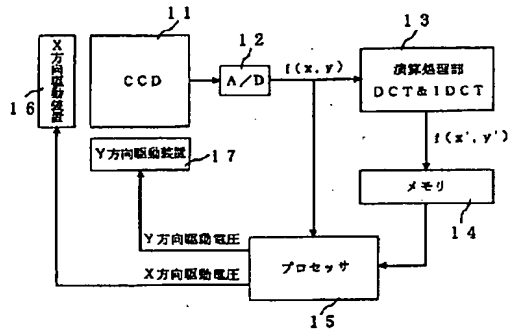 11
CCD
12
A/D
f(x,y)
13
演算処理部
DCT&IDCT
X方向駆動装置
16
Y方向駆動装置
17
f(x',y')
メモリ
14
Y方向駆動電圧
X方向駆動電圧
プロセッサ
15